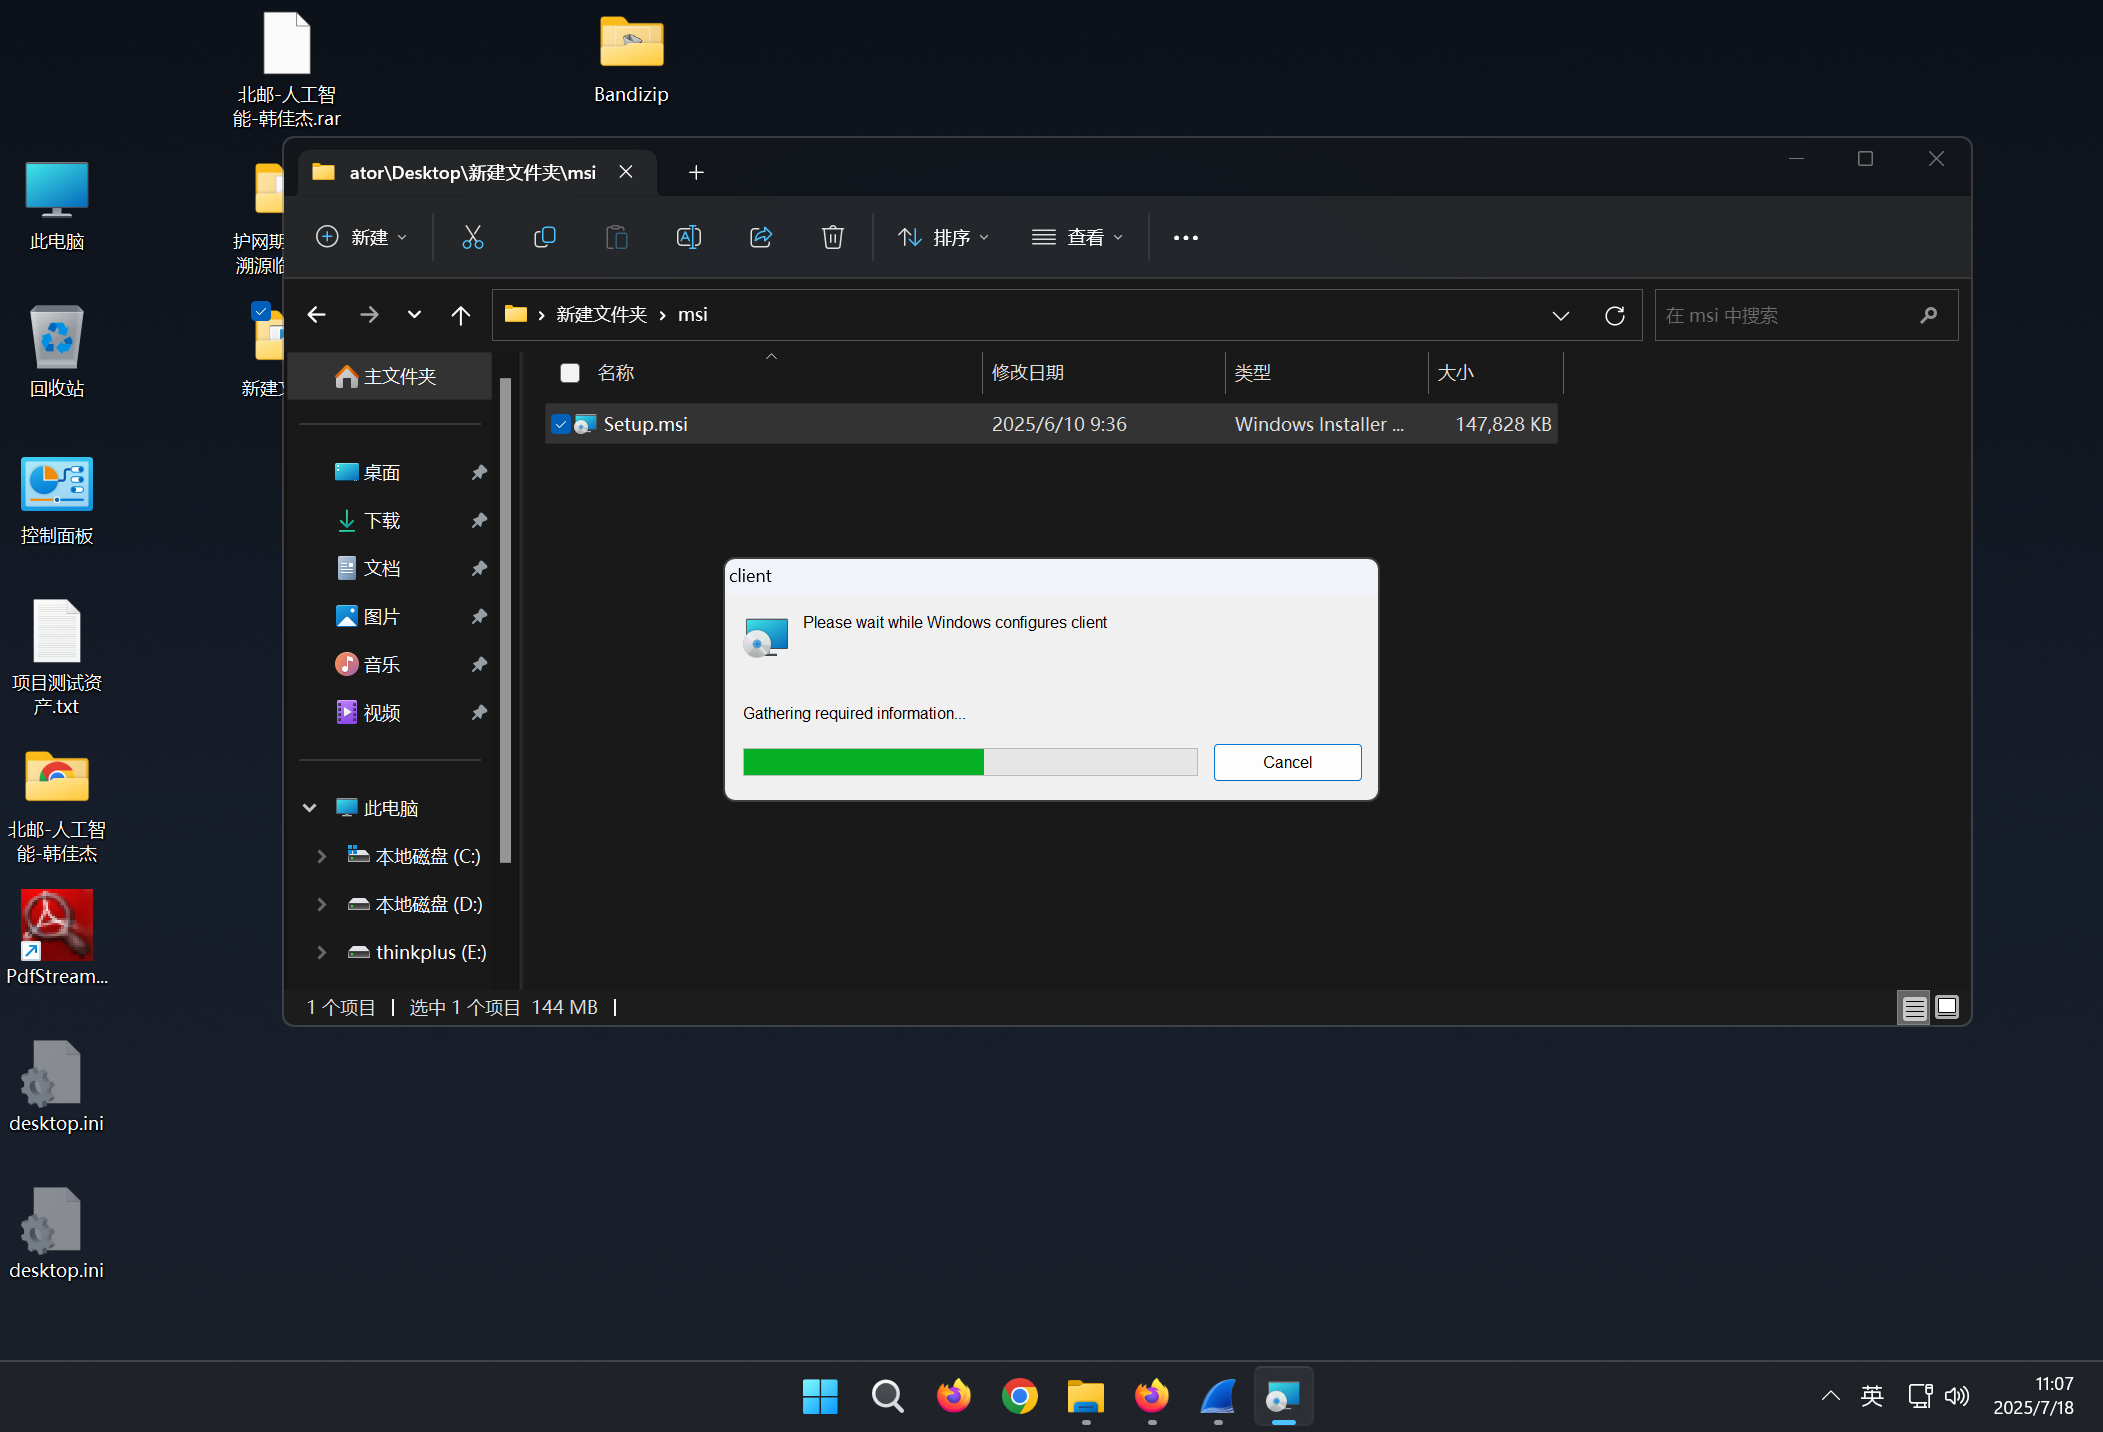 北邮-人工智
能-韩佳杰.rar
Bandizip
此电脑
护网期
溯源临
回收站
新建文
控制面板
项目测试资
产.txt
北邮-人工智
能-韩佳杰
PdfStream...
desktop.ini
desktop.ini
ator\Desktop\新建文件夹\msi
新建
排序
查看
新建文件夹 › msi
在 msi 中搜索
主文件夹
桌面
下载
文档
图片
音乐
视频
此电脑
本地磁盘 (C:)
本地磁盘 (D:)
thinkplus (E:)
名称 修改日期 类型 大小
Setup.msi 2025/6/10 9:36 Windows Installer ... 147,828 KB
client
Please wait while Windows configures client
Gathering required information...
Cancel
1 个项目 | 选中 1 个项目 144 MB |
英
11:07
2025/7/18